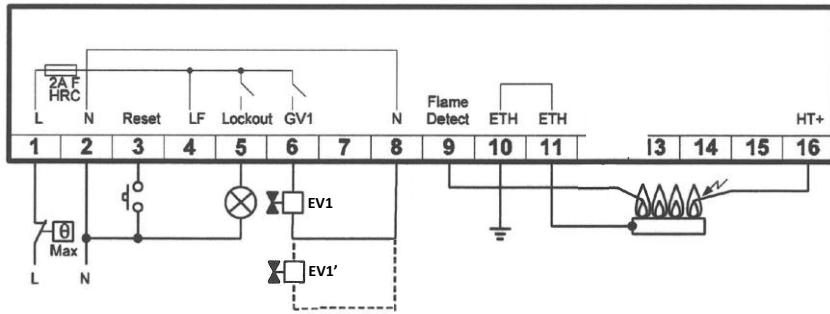 2A F
HRC
L N Reset LF Lockout GV1 N Flame
Detect ETH ETH HT+
1 2 3 4 5 6 7 8 9 10 11 13 14 15 16
EV1
θ
Max
EV1’
L N